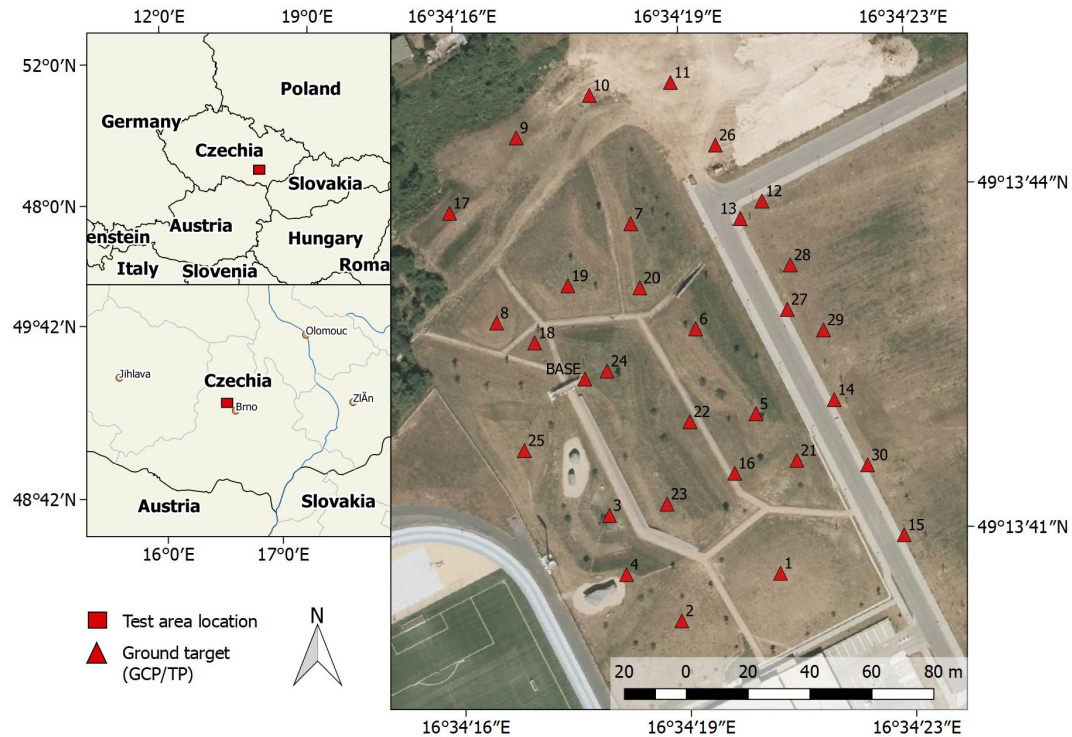 12°0′E 19°0′E
52°0′N
Poland
Germany
Czechia
Slovakia
48°0′N
Austria
enstein
Hungary
Italy
Slovenia
Roma
49°42′N
Olomouc
Jihlava
Czechia
ZlÃn
Brno
48°42′N
Austria
Slovakia
16°0′E 17°0′E
Test area location
Ground target
(GCP/TP)
N
16°34′16″E 16°34′19″E 16°34′23″E
11
10
9
26
49°13′44″N
12
17
13
7
28
19
20
27
8
6
29
18
24
BASE
14
5
22
25
21
30
16
23
3
49°13′41″N
15
1
4
2
20 0 20 40 60 80 m
16°34′16″E 16°34′19″E 16°34′23″E